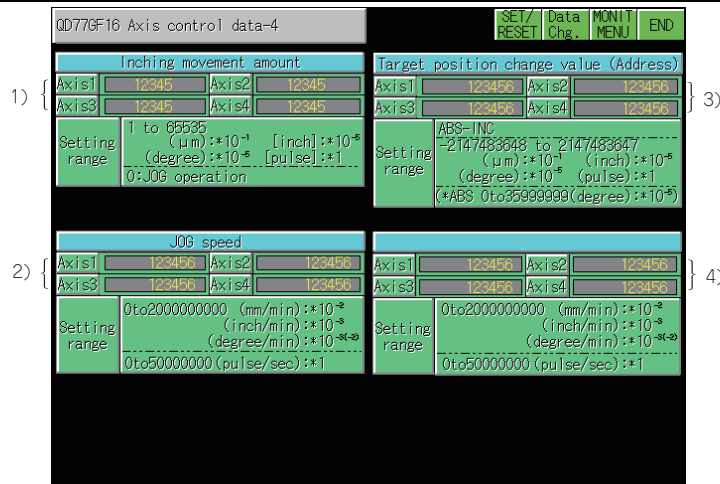 QD77GF16 Axis control data-4
SET/ RESET
Data Chg.
MONIT MENU
END
1)
Inching movement amount
Axis1 12345 Axis2 12345
Axis3 12345 Axis4 12345
Setting range
1 to 65535
(μm):*10⁻¹ [inch]:*10⁻⁵
(degree):*10⁻⁵ [pulse]:*1
0:JOG operation
3)
Target position change value (Address)
Axis1 123456 Axis2 123456
Axis3 123456 Axis4 123456
Setting range
ABS-INC
-2147483648 to 2147483647
(μm):*10⁻¹ (inch):*10⁻⁵
(degree):*10⁻⁵ (pulse):*1
(*ABS 0to35999999(degree):*10⁻⁵)
2)
JOG speed
Axis1 123456 Axis2 123456
Axis3 123456 Axis4 123456
Setting range
0to2000000000 (mm/min):*10⁻²
(inch/min):*10⁻³
(degree/min):*10⁻³⁽⁻²⁾
0to50000000(pulse/sec):*1
4)
Axis1 123456 Axis2 123456
Axis3 123456 Axis4 123456
Setting range
0to2000000000 (mm/min):*10⁻²
(inch/min):*10⁻³
(degree/min):*10⁻³⁽⁻²⁾
0to50000000(pulse/sec):*1